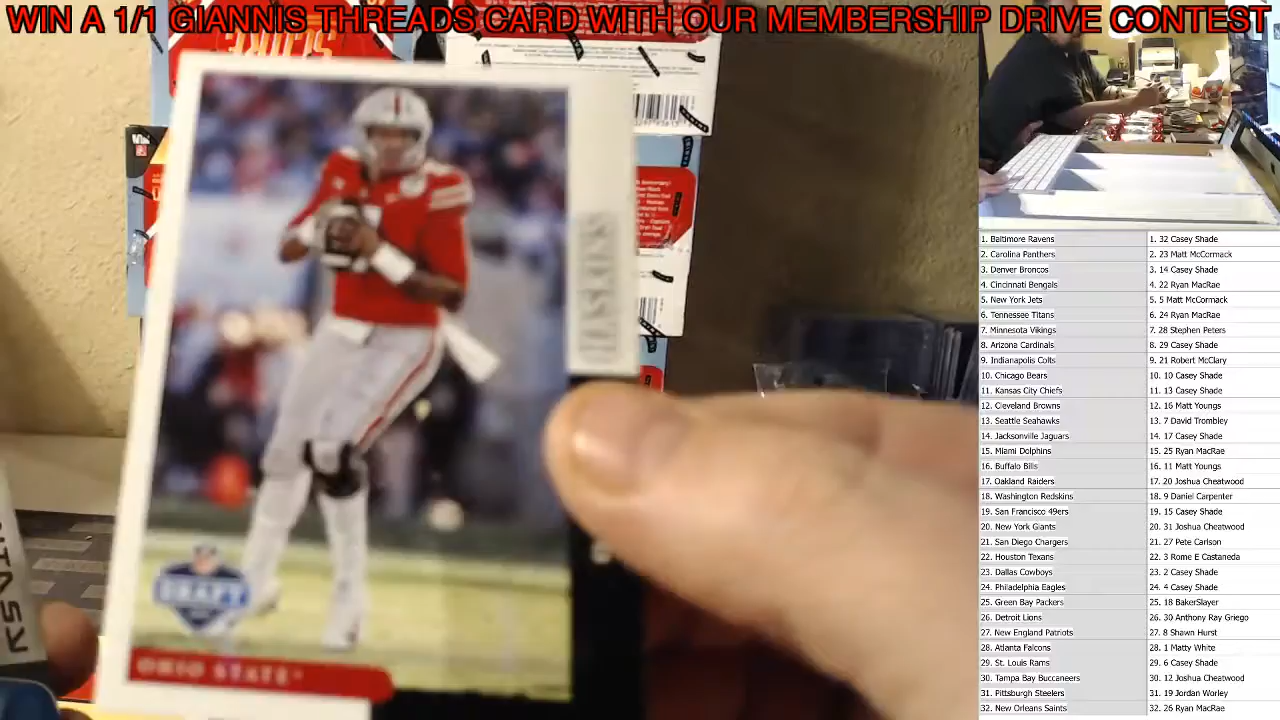 WIN A 1/1 GIANNIS THREADS CARD WITH OUR MEMBERSHIP DRIVE CONTEST
DRAFT
OHIO STATE
1. Baltimore Ravens
2. Carolina Panthers
3. Denver Broncos
4. Cincinnati Bengals
5. New York Jets
6. Tennessee Titans
7. Minnesota Vikings
8. Arizona Cardinals
9. Indianapolis Colts
10. Chicago Bears
11. Kansas City Chiefs
12. Cleveland Browns
13. Seattle Seahawks
14. Jacksonville Jaguars
15. Miami Dolphins
16. Buffalo Bills
17. Oakland Raiders
18. Washington Redskins
19. San Francisco 49ers
20. New York Giants
21. San Diego Chargers
22. Houston Texans
23. Dallas Cowboys
24. Philadelphia Eagles
25. Green Bay Packers
26. Detroit Lions
27. New England Patriots
28. Atlanta Falcons
29. St. Louis Rams
30. Tampa Bay Buccaneers
31. Pittsburgh Steelers
32. New Orleans Saints
1. 32 Casey Shade
2. 23 Matt McCormack
3. 14 Casey Shade
4. 22 Ryan MacRae
5. 5 Matt McCormack
6. 24 Ryan MacRae
7. 28 Stephen Peters
8. 29 Casey Shade
9. 21 Robert McClary
10. 10 Casey Shade
11. 13 Casey Shade
12. 16 Matt Youngs
13. 7 David Trombley
14. 17 Casey Shade
15. 25 Ryan MacRae
16. 11 Matt Youngs
17. 20 Joshua Cheatwood
18. 9 Daniel Carpenter
19. 15 Casey Shade
20. 31 Joshua Cheatwood
21. 27 Pete Carlson
22. 3 Rome E Castaneda
23. 2 Casey Shade
24. 4 Casey Shade
25. 18 BakerSlayer
26. 30 Anthony Ray Griego
27. 8 Shawn Hurst
28. 1 Matty White
29. 6 Casey Shade
30. 12 Joshua Cheatwood
31. 19 Jordan Worley
32. 26 Ryan MacRae